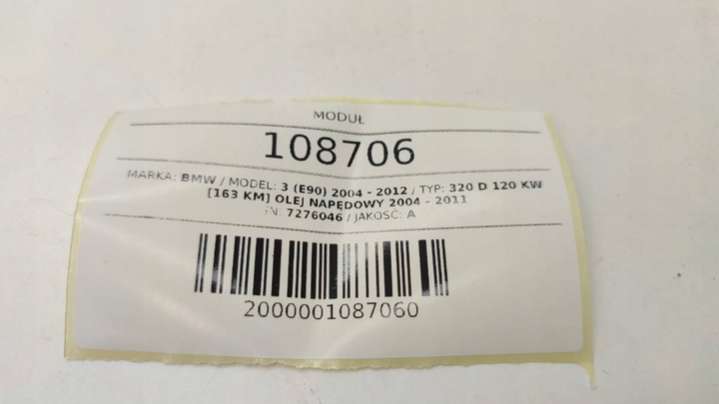 MODUŁ
108706
MARKA: BMW / MODEL: 3 (E90) 2004 - 2012 / TYP: 320 D 120 KW
[163 KM] OLEJ NAPĘDOWY 2004 - 2011
7276046 / JAKOŚĆ: A
2000001087060